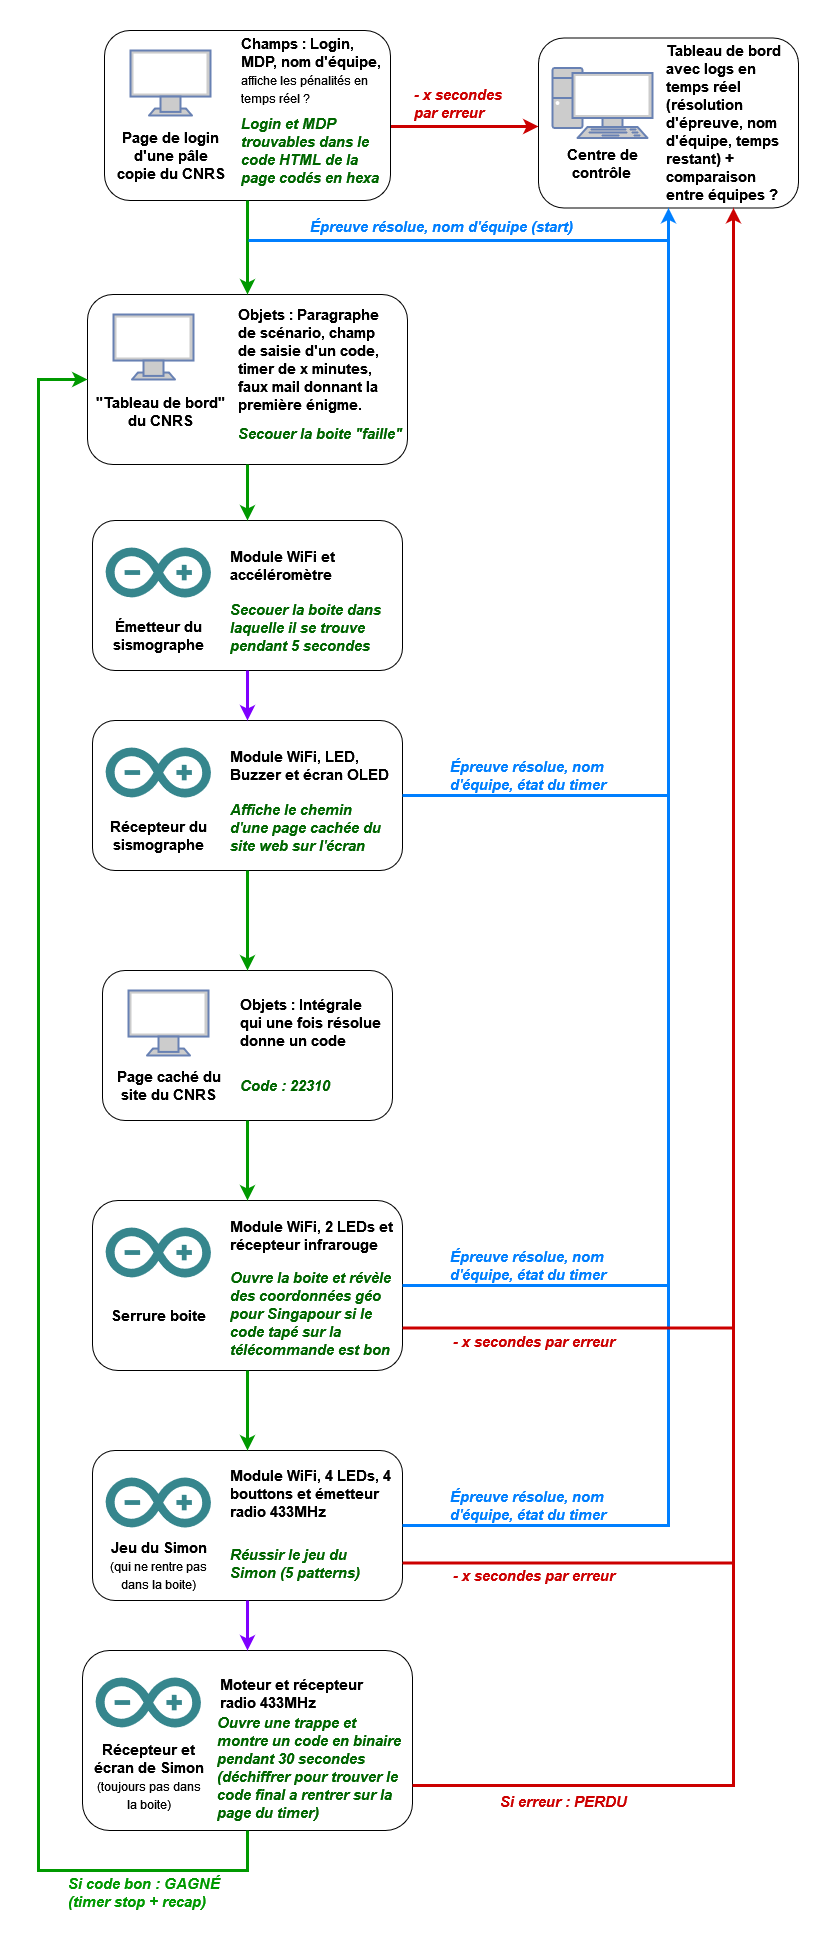 Champs : Login,
MDP, nom d'équipe,
affiche les pénalités en
temps réel ?
Login et MDP
trouvables dans le
code HTML de la
page codés en hexa
Page de login
d'une pâle
copie du CNRS
- x secondes
par erreur
Tableau de bord
avec logs en
temps réel
(résolution
d'épreuve, nom
d'équipe, temps
restant) +
comparaison
entre équipes ?
Centre de
contrôle
Épreuve résolue, nom d'équipe (start)
Objets : Paragraphe
de scénario, champ
de saisie d'un code,
timer de x minutes,
faux mail donnant la
première énigme.
Secouer la boite "faille"
"Tableau de bord"
du CNRS
Module WiFi et
accéléromètre
Secouer la boite dans
laquelle il se trouve
pendant 5 secondes
Émetteur du
sismographe
Module WiFi, LED,
Buzzer et écran OLED
Affiche le chemin
d'une page cachée du
site web sur l'écran
Récepteur du
sismographe
Épreuve résolue, nom
d'équipe, état du timer
Objets : Intégrale
qui une fois résolue
donne un code
Code : 22310
Page caché du
site du CNRS
Module WiFi, 2 LEDs et
récepteur infrarouge
Ouvre la boite et révèle
des coordonnées géo
pour Singapour si le
code tapé sur la
télécommande est bon
Serrure boite
Épreuve résolue, nom
d'équipe, état du timer
- x secondes par erreur
Module WiFi, 4 LEDs, 4
bouttons et émetteur
radio 433MHz
Réussir le jeu du
Simon (5 patterns)
Jeu du Simon
(qui ne rentre pas
dans la boite)
Épreuve résolue, nom
d'équipe, état du timer
- x secondes par erreur
Moteur et récepteur
radio 433MHz
Ouvre une trappe et
montre un code en binaire
pendant 30 secondes
(déchiffrer pour trouver le
code final a rentrer sur la
page du timer)
Récepteur et
écran de Simon
(toujours pas dans
la boite)
Si erreur : PERDU
Si code bon : GAGNÉ
(timer stop + recap)